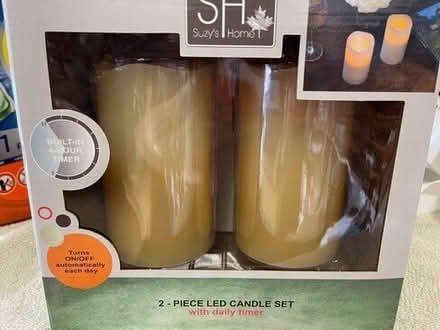 SH
Suzy's Home
BUILT-IN
4-HOUR
TIMER
Turns
ON/OFF
automatically
each day
2 - PIECE LED CANDLE SET
with daily timer